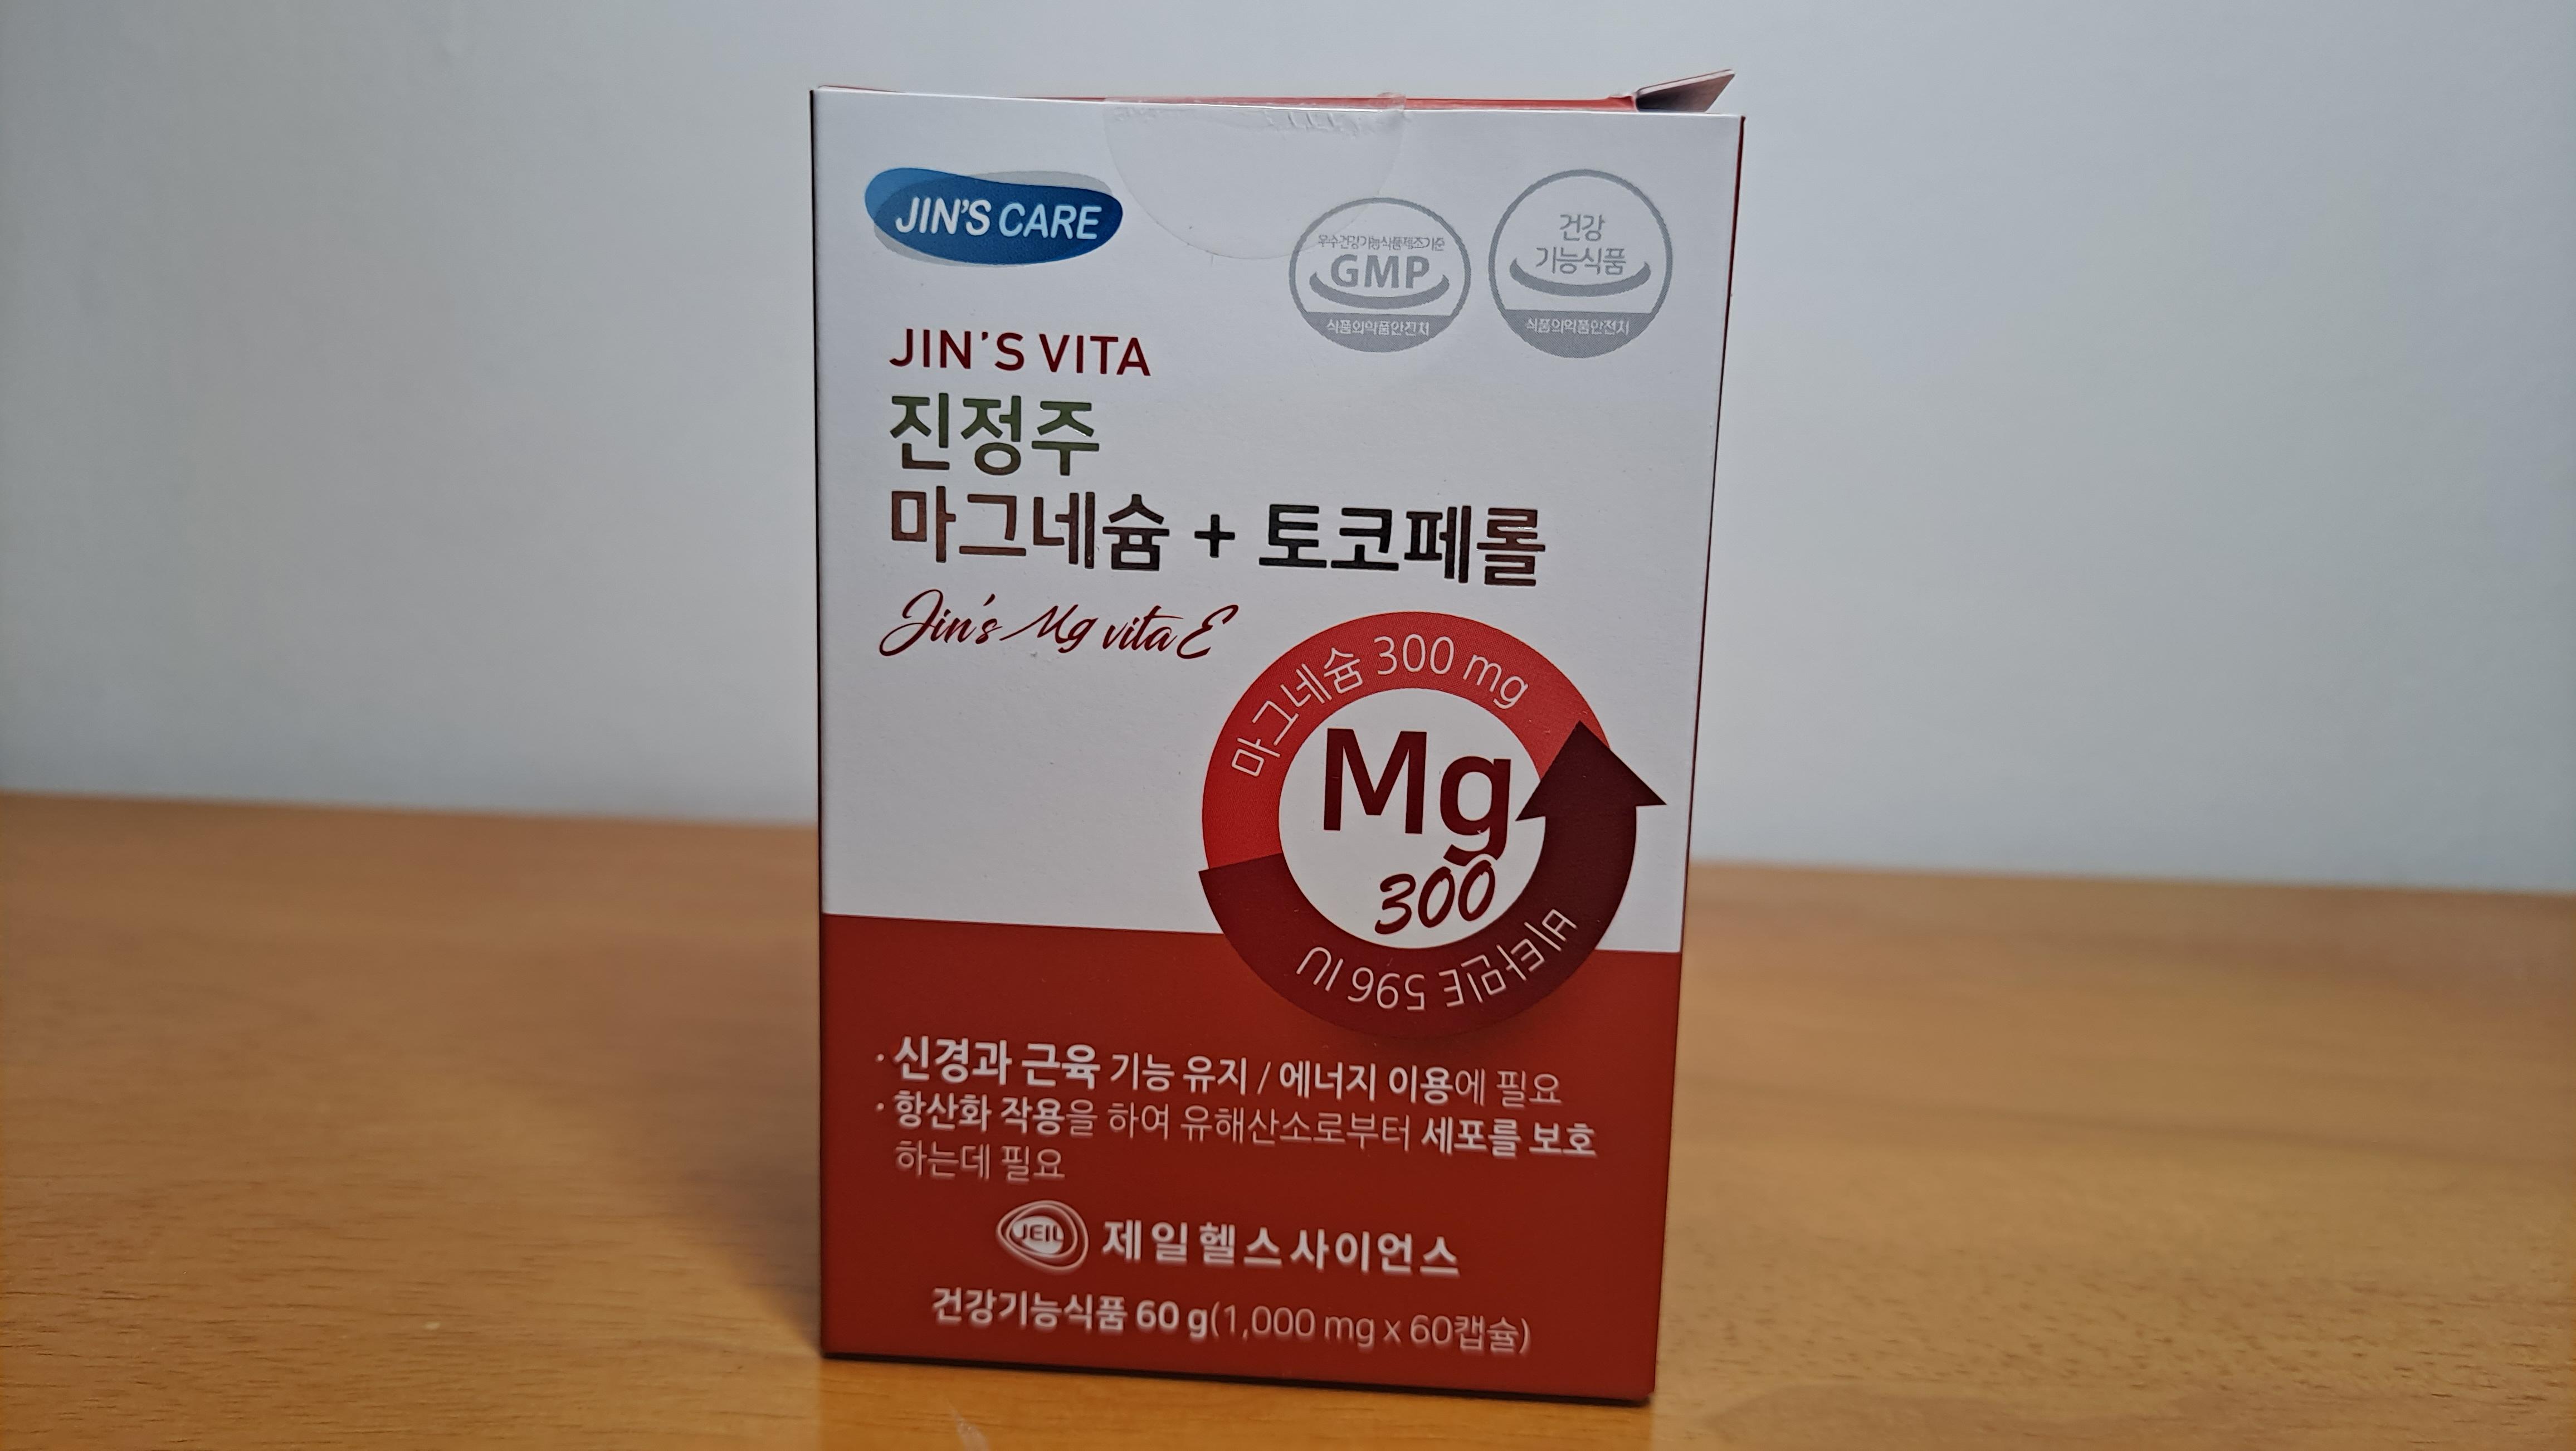 JIN'S CARE
우수건강기능식품제조기준
GMP
식품의약품안전처
건강
기능식품
식품의약품안전처
JIN'S VITA
진정주
마그네슘 + 토코페롤
Jin's Mg vita E
마그네슘 300 mg
Mg
300
비타민E 596 IU
· 신경과 근육 기능 유지 / 에너지 이용에 필요
· 항산화 작용을 하여 유해산소로부터 세포를 보호
하는데 필요
JEIL 제일헬스사이언스
건강기능식품 60 g(1,000 mg x 60캡슐)